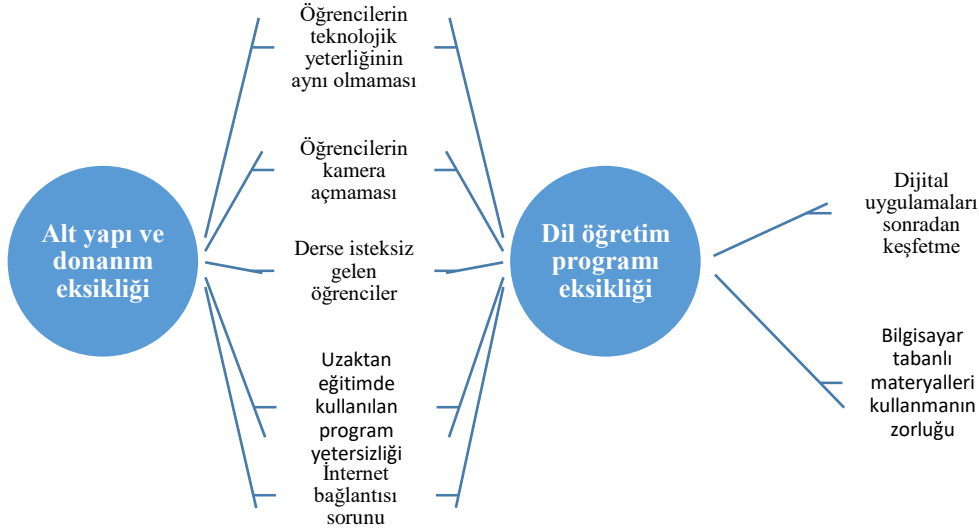 Öğrencilerin
teknolojik
yeterliğinin
aynı olmaması
Öğrencilerin
kamera
açmaması
Alt yapı ve
donanım
eksikliği
Derse isteksiz
gelen
öğrenciler
Uzaktan
eğitimde
kullanılan
program
yetersizliği
İnternet
bağlantısı
sorunu
Dil öğretim
programı
eksikliği
Dijital
uygulamaları
sonradan
keşfetme
Bilgisayar
tabanlı
materyalleri
kullanmanın
zorluğu